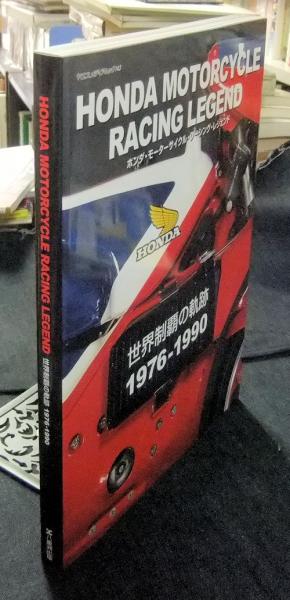 HONDA MOTORCYCLE
RACING LEGEND
ホンダ・モーターサイクル・レーシング・レジェンド
HONDA
世界制覇の軌跡
1976-1990
HONDA MOTORCYCLE RACING LEGEND 世界制覇の軌跡 1976-1990